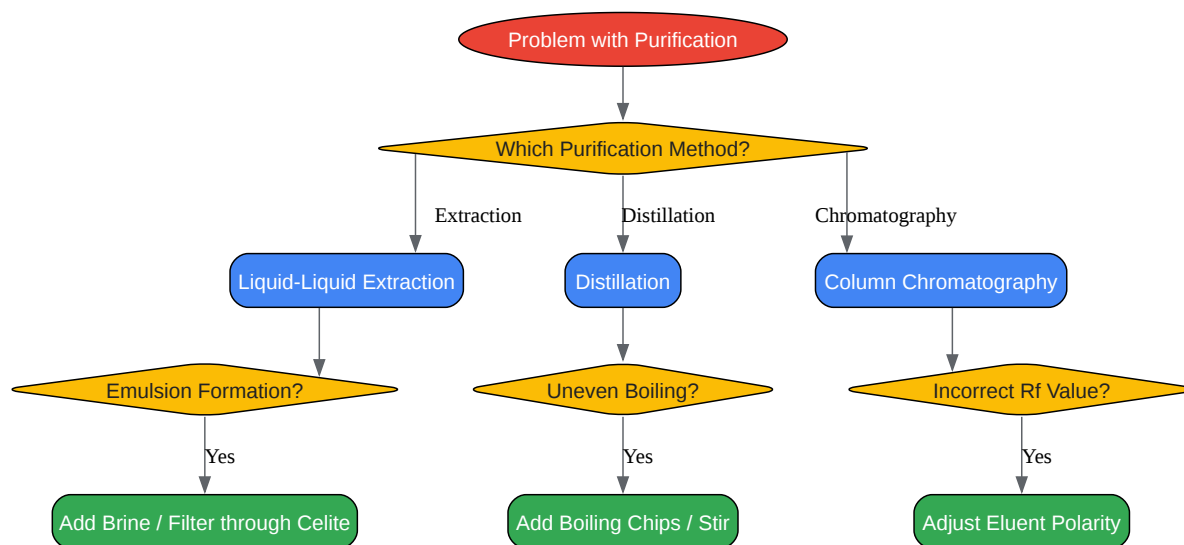 Problem with Purification
Which Purification Method?
Extraction
Distillation
Chromatography
Liquid-Liquid Extraction
Distillation
Column Chromatography
Emulsion Formation?
Uneven Boiling?
Incorrect Rf Value?
Yes
Yes
Yes
Add Brine / Filter through Celite
Add Boiling Chips / Stir
Adjust Eluent Polarity